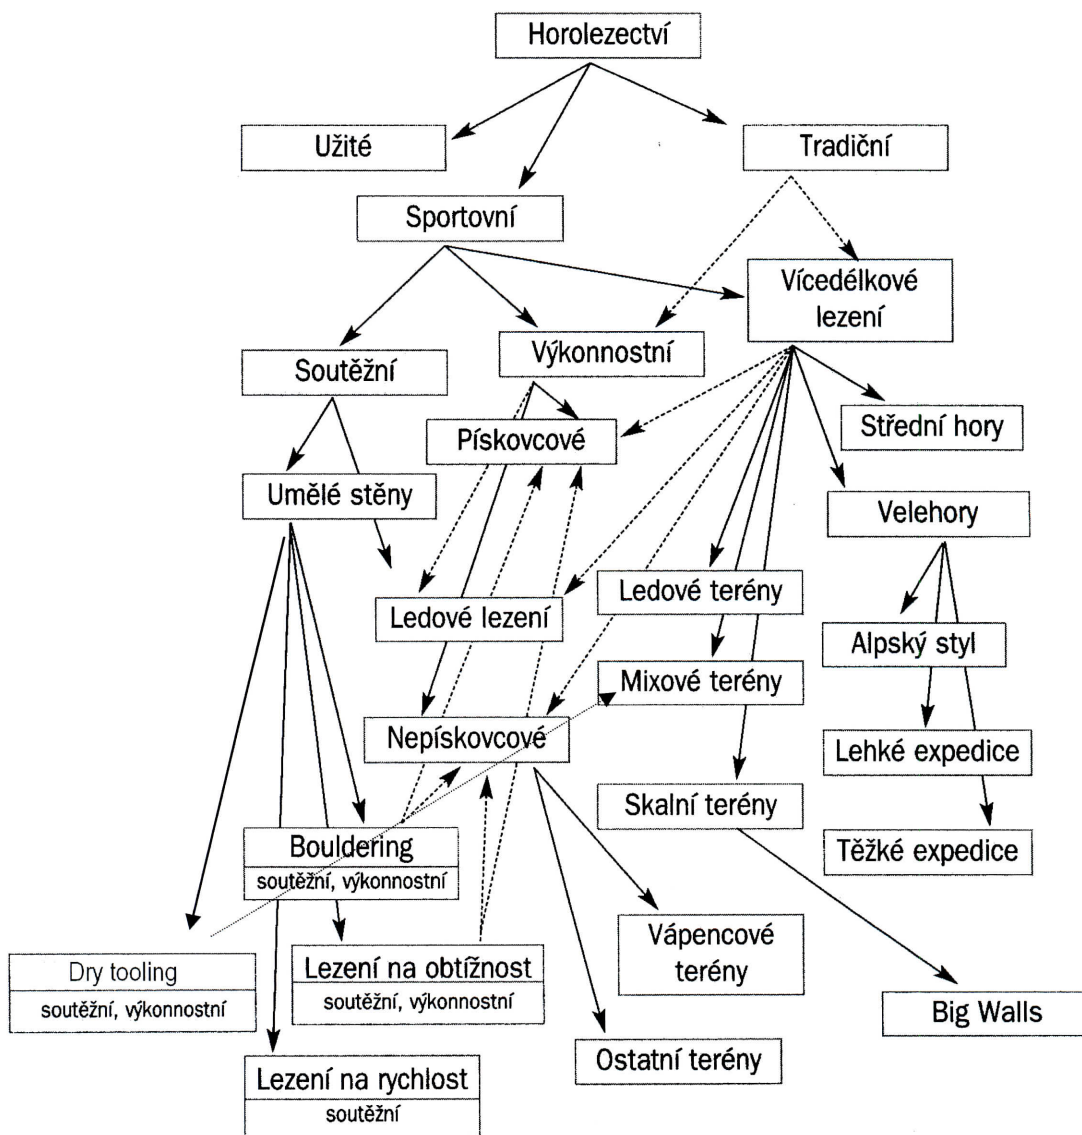 Horolezectví
Užité
Tradiční
Sportovní
Vícedélkové
lezení
Výkonnostní
Soutěžní
Střední hory
Pískovcové
Umělé stěny
Velehory
Ledové terény
Ledové lezení
Alpský styl
Mixové terény
Nepískovcové
Lehké expedice
Skalní terény
Bouldering
soutěžní, výkonnostní
Těžké expedice
Vápencové
terény
Lezení na obtížnost
soutěžní, výkonnostní
Dry tooling
soutěžní, výkonnostní
Big Walls
Ostatní terény
Lezení na rychlost
soutěžní